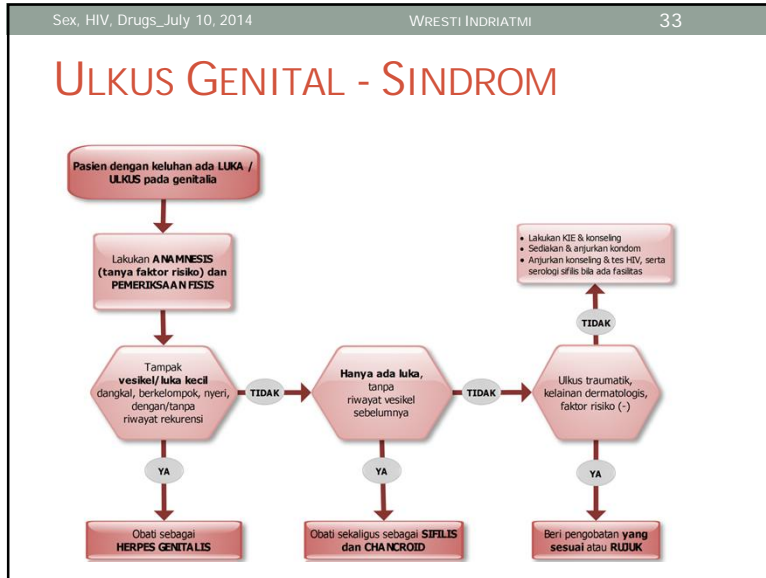 Sex, HIV, Drugs_July 10, 2014
WRESTI INDRIATMI
33
ULKUS GENITAL - SINDROM
Pasien dengan keluhan ada LUKA /
ULKUS pada genitalia
Lakukan ANAMNESIS
(tanya faktor risiko) dan
PEMERIKSAAN FISIS
Tampak
vesikel/luka kecil
dangkal, berkelompok, nyeri,
dengan/tanpa
riwayat rekurensi
TIDAK
YA
Obati sebagai
HERPES GENITALIS
Hanya ada luka,
tanpa
riwayat vesikel
sebelumnya
TIDAK
YA
Obati sekaligus sebagai SIFILIS
dan CHANCROID
Ulkus traumatik,
kelainan dermatologis,
faktor risiko (-)
TIDAK
• Lakukan KIE & konseling
• Sediakan & anjurkan kondom
• Anjurkan konseling & tes HIV, serta
serologi sifilis bila ada fasilitas
YA
Beri pengobatan yang
sesuai atau RUJUK